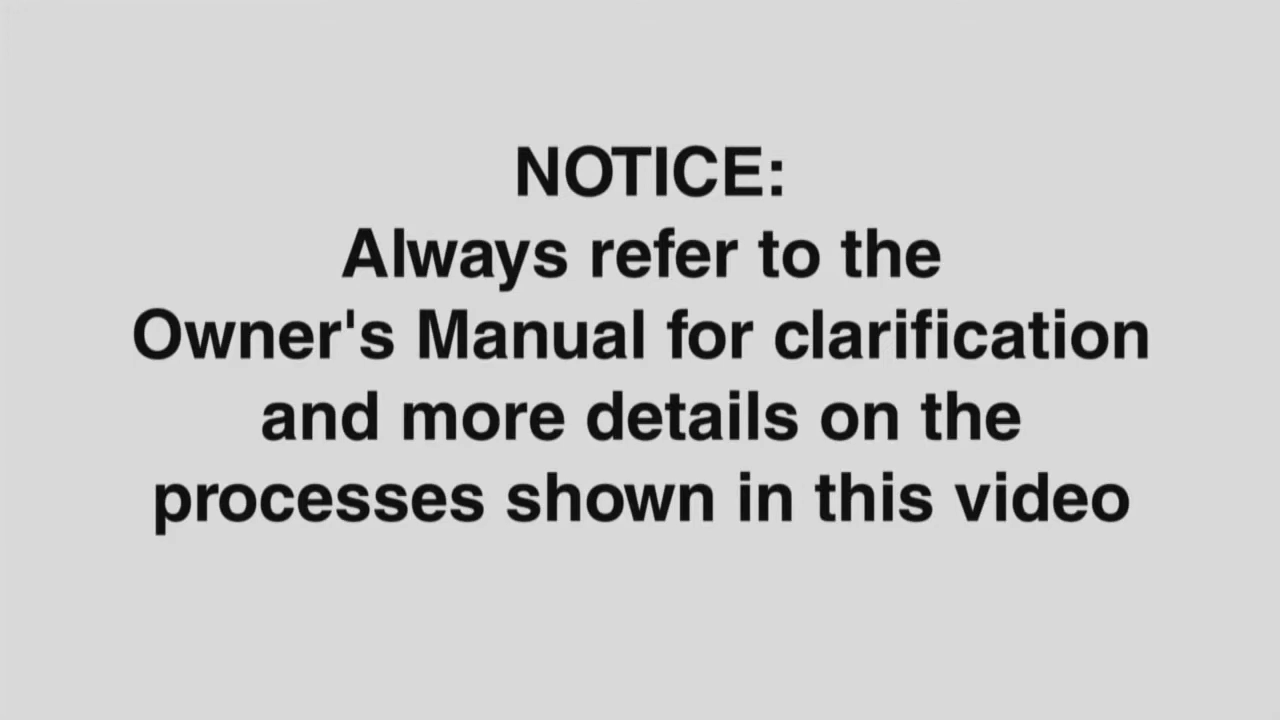 NOTICE:
Always refer to the
Owner's Manual for clarification
and more details on the
processes shown in this video